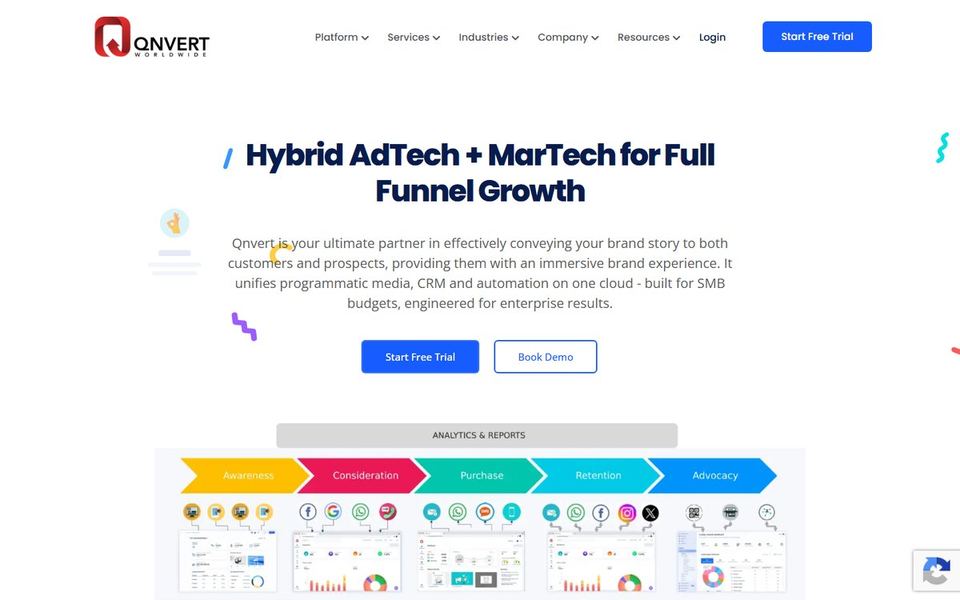 QNVERT
WORLDWIDE
Platform Services Industries Company Resources Login Start Free Trial
Hybrid AdTech + MarTech for Full
Funnel Growth
Qnvert is your ultimate partner in effectively conveying your brand story to both
customers and prospects, providing them with an immersive brand experience. It
unifies programmatic media, CRM and automation on one cloud - built for SMB
budgets, engineered for enterprise results.
Start Free Trial Book Demo
ANALYTICS & REPORTS
Awareness Consideration Purchase Retention Advocacy